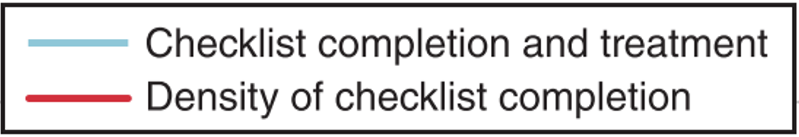 Checklist completion and treatment
Density of checklist completion